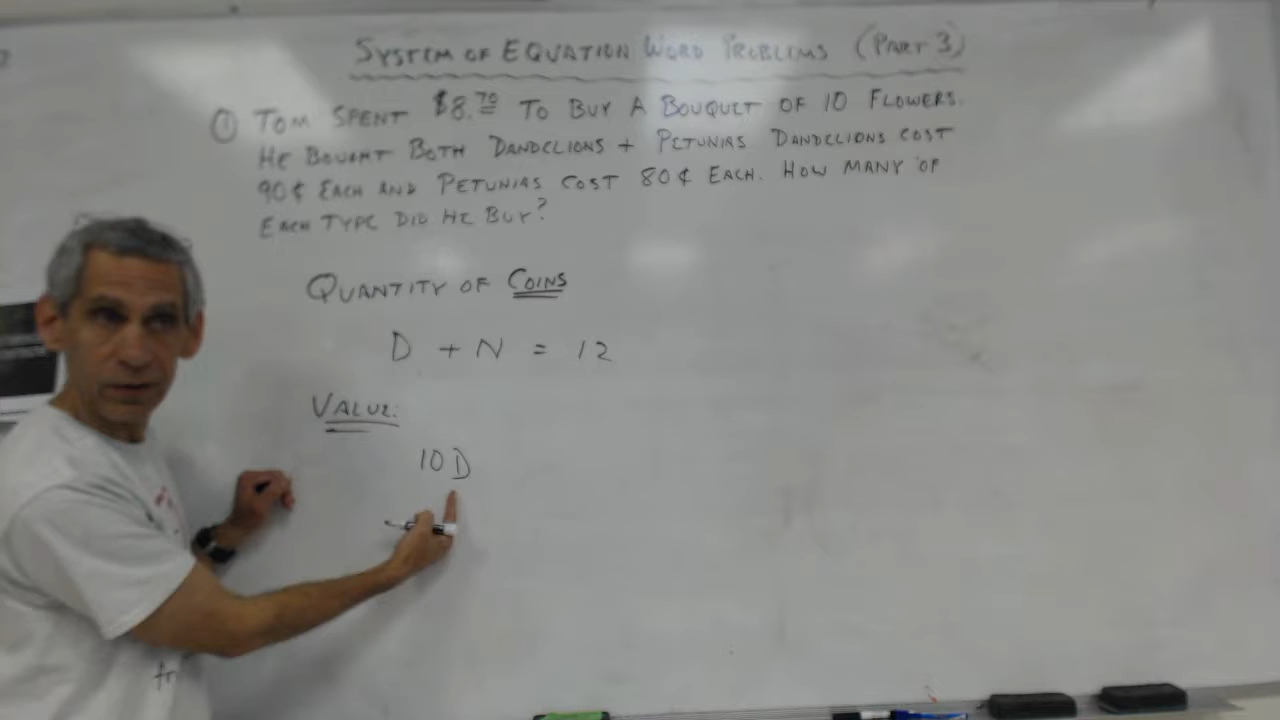 SYSTEM OF EQUATION WORD PROBLEMS (PART 3)
① TOM SPENT $8.70 TO BUY A BOUQUET OF 10 FLOWERS.
HE BOUGHT BOTH DANDELIONS + PETUNIAS DANDELIONS COST
90¢ EACH AND PETUNIAS COST 80¢ EACH. HOW MANY OF
EACH TYPE DID HE BUY?
QUANTITY OF COINS
D + N = 12
VALUE:
10D